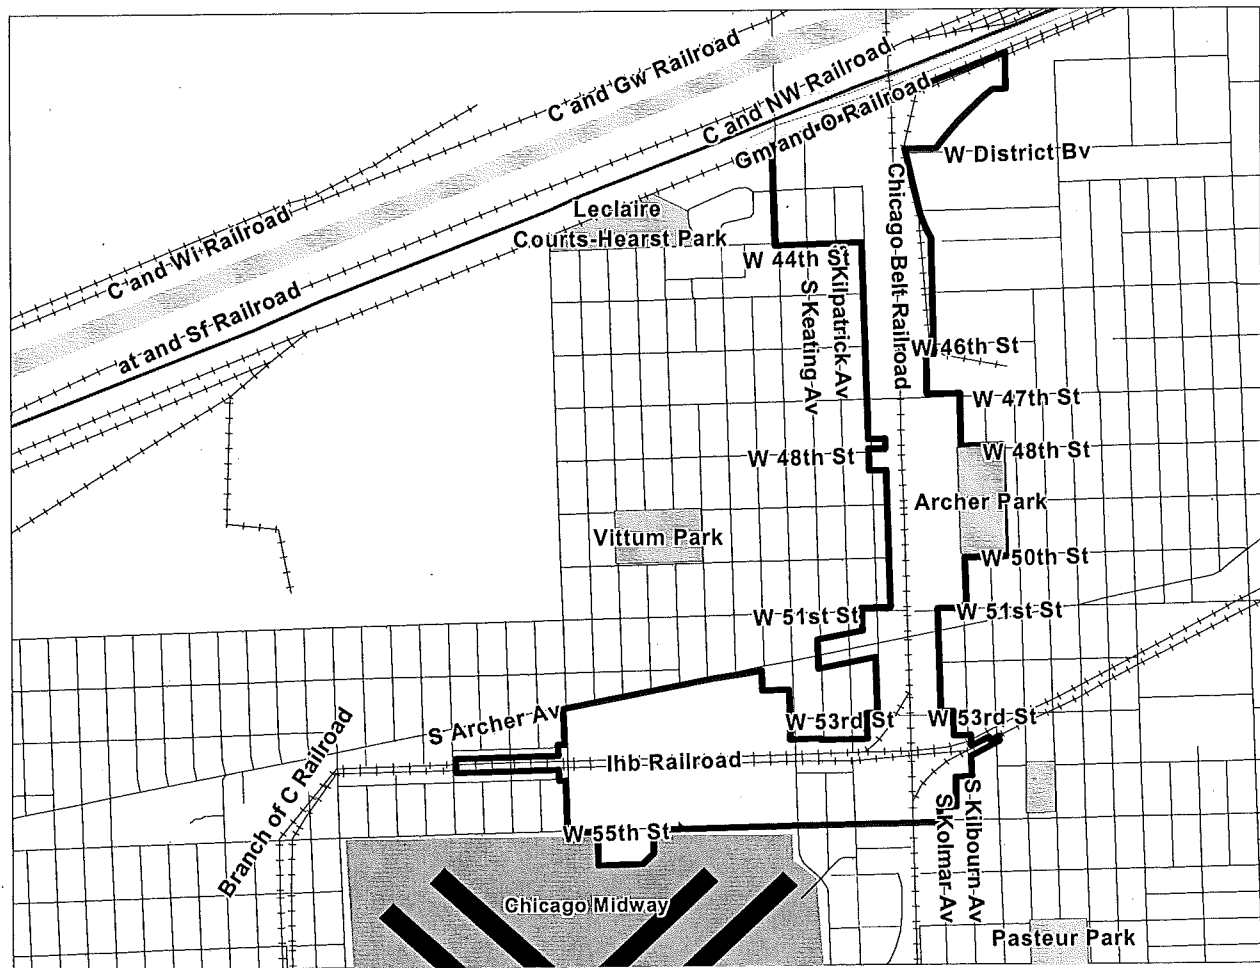 C and Gw Railroad
C and NW Railroad
Gm and O Railroad
W District Bv
Chicago Belt Railroad
Leclaire
Courts-Hearst Park
C and Wi Railroad
at and Sf Railroad
W 44th St
Kilpatrick Av
S Keating Av
W 46th St
W 47th St
W 48th St
W 48th St
Archer Park
Vittum Park
W 50th St
W 51st St
W 51st St
S Archer Av
W 53rd St
W 53rd St
Ihb Railroad
Branch of C Railroad
W 55th St
S Kolmar Av
S Kilbourn Av
Chicago Midway
Pasteur Park